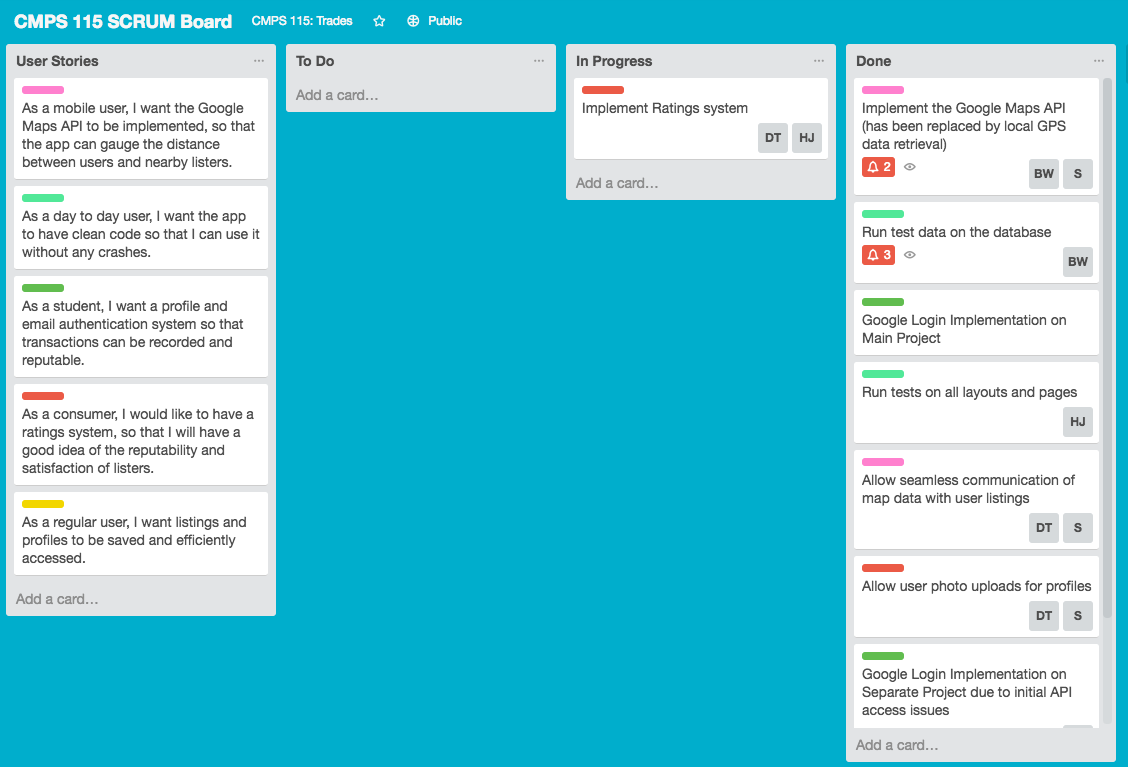 CMPS 115 SCRUM Board CMPS 115: Trades Public
User Stories
As a mobile user, I want the Google
Maps API to be implemented, so that
the app can gauge the distance
between users and nearby listers.
As a day to day user, I want the app
to have clean code so that I can use it
without any crashes.
As a student, I want a profile and
email authentication system so that
transactions can be recorded and
reputable.
As a consumer, I would like to have a
ratings system, so that I will have a
good idea of the reputability and
satisfaction of listers.
As a regular user, I want listings and
profiles to be saved and efficiently
accessed.
Add a card…
To Do
Add a card…
In Progress
Implement Ratings system
DT HJ
Add a card…
Done
Implement the Google Maps API
(has been replaced by local GPS
data retrieval)
2 BW S
Run test data on the database
3 BW
Google Login Implementation on
Main Project
Run tests on all layouts and pages
HJ
Allow seamless communication of
map data with user listings
DT S
Allow user photo uploads for profiles
DT S
Google Login Implementation on
Separate Project due to initial API
access issues
Add a card…